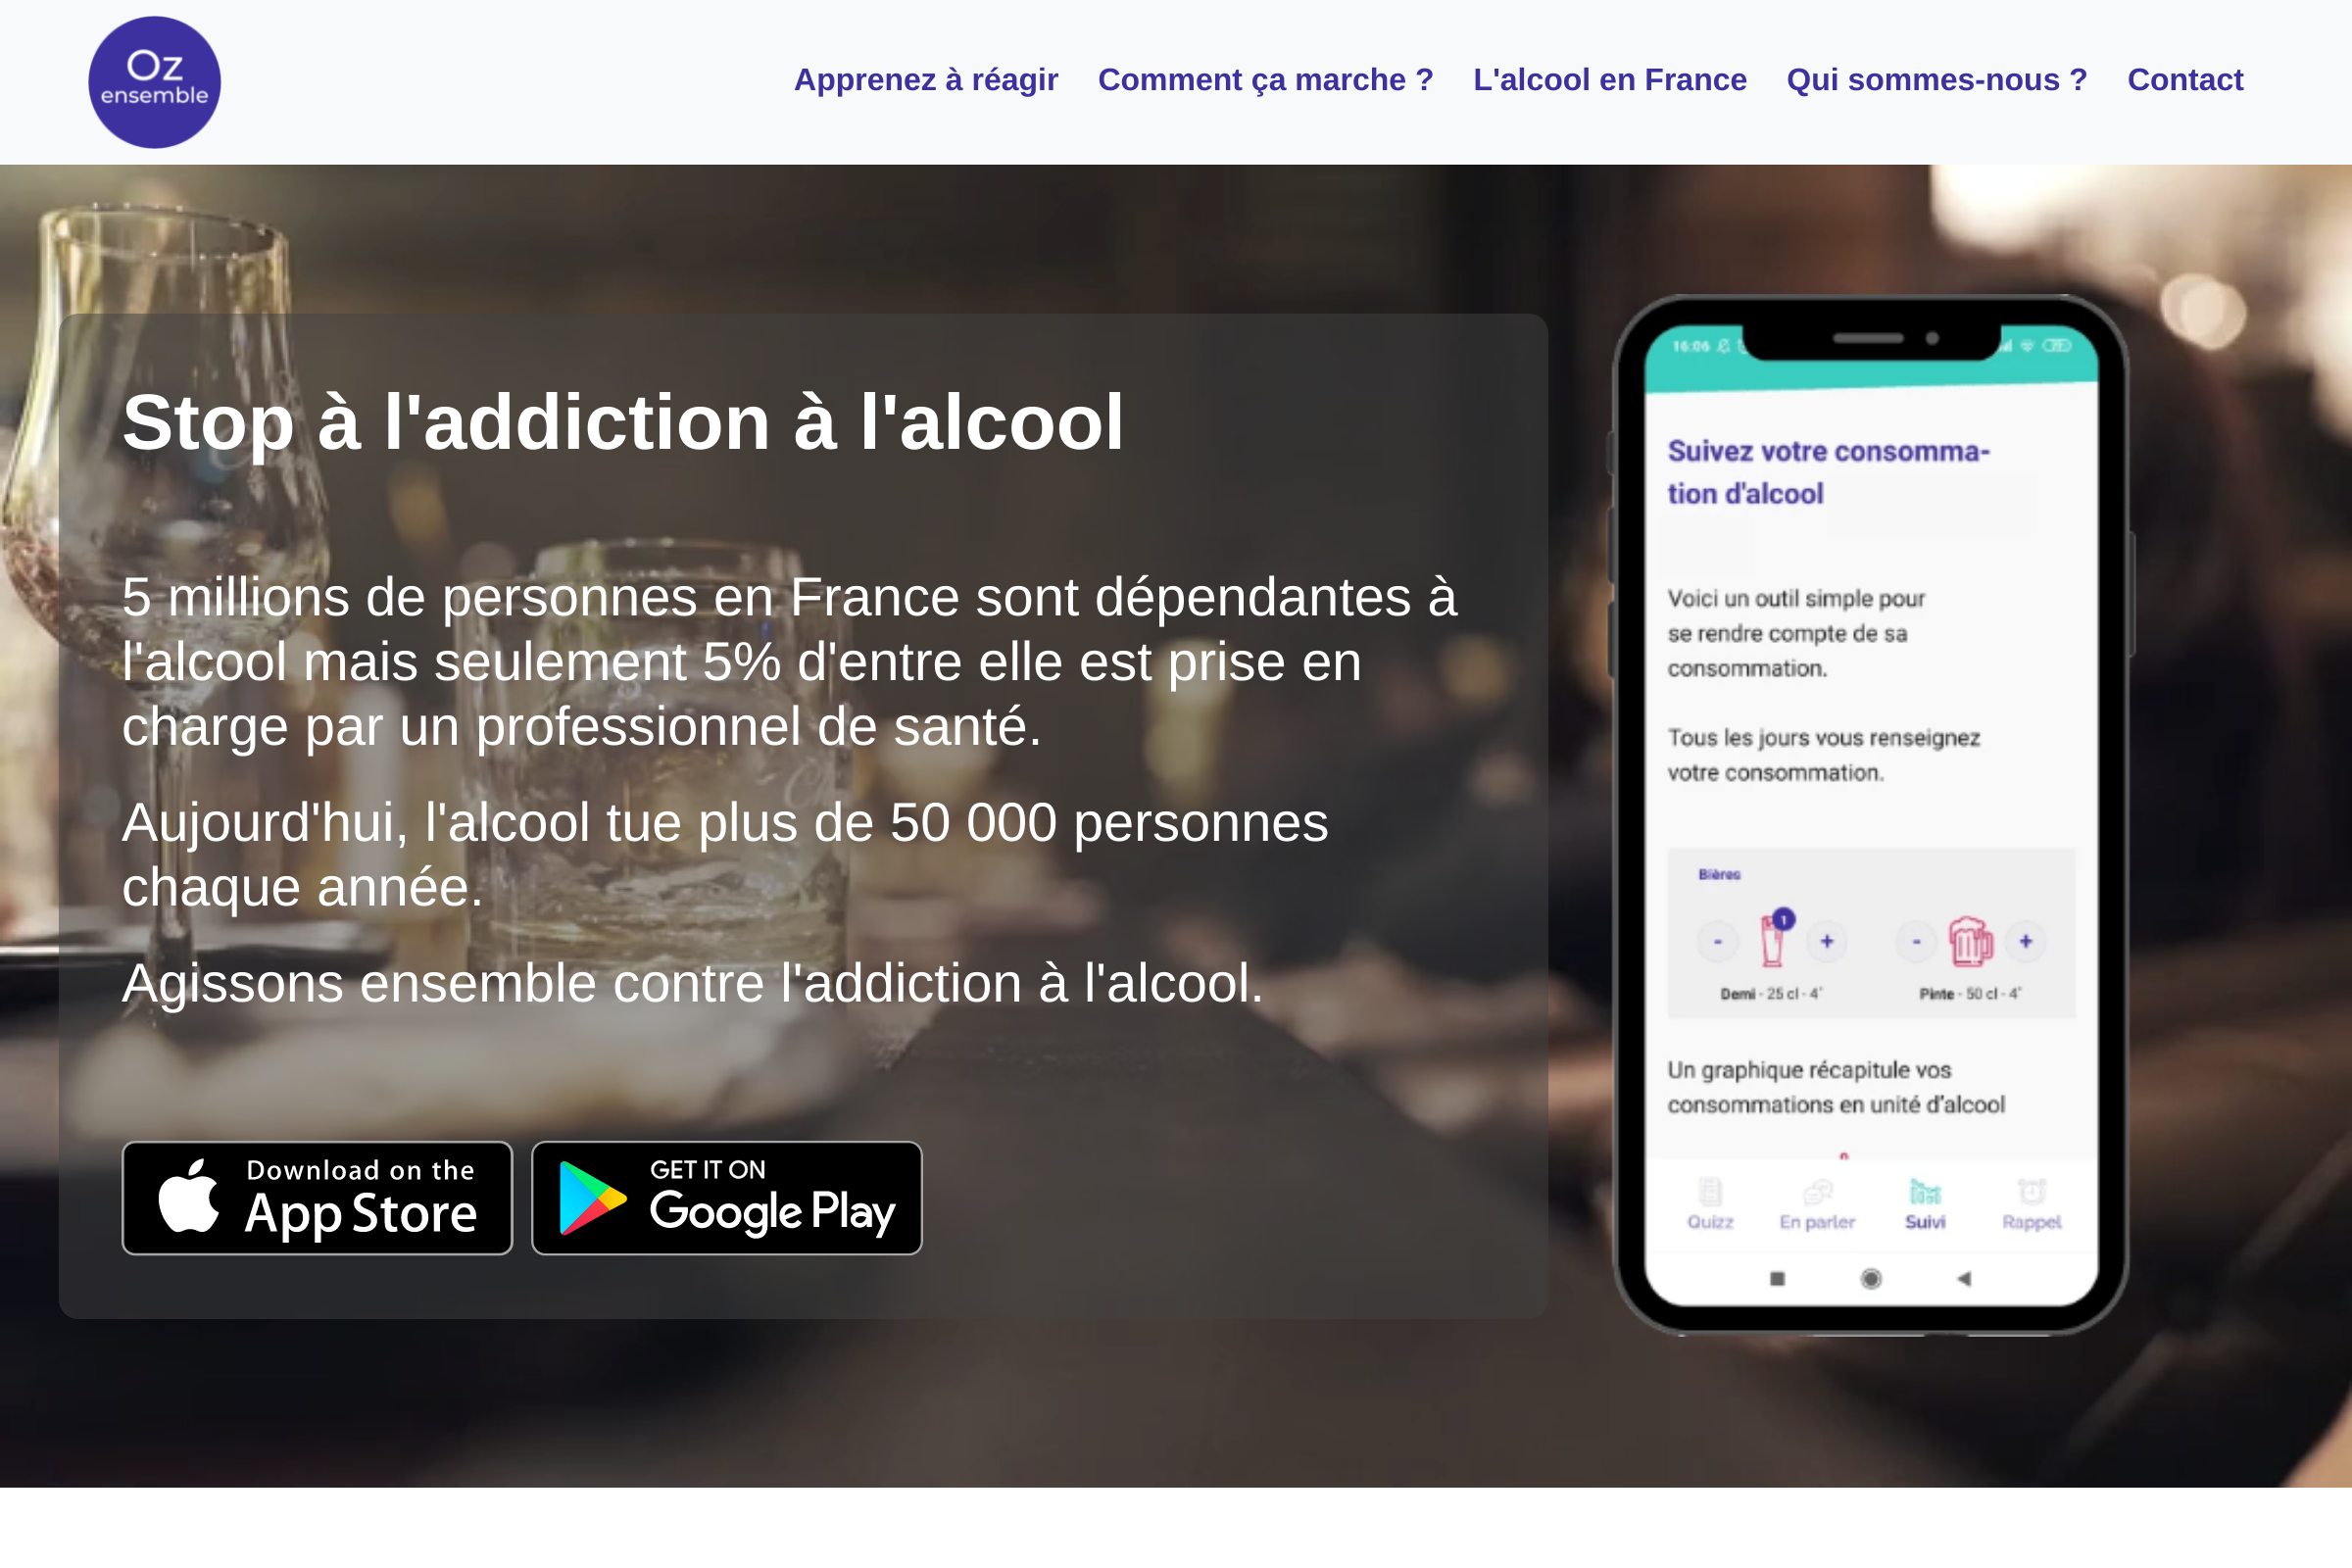 Oz
ensemble
Apprenez à réagir
Comment ça marche ?
L'alcool en France
Qui sommes-nous ?
Contact
Stop à l'addiction à l'alcool
5 millions de personnes en France sont dépendantes à
l'alcool mais seulement 5% d'entre elle est prise en
charge par un professionnel de santé.
Aujourd'hui, l'alcool tue plus de 50 000 personnes
chaque année.
Agissons ensemble contre l'addiction à l'alcool.
Download on the
App Store
GET IT ON
Google Play
16:06
Suivez votre consomma-
tion d'alcool
Voici un outil simple pour
se rendre compte de sa
consommation.
Tous les jours vous renseignez
votre consommation.
Bières
- 1 +
- +
Demi - 25 cl - 4°
Pinte - 50 cl - 4°
Un graphique récapitule vos
consommations en unité d'alcool
Quizz
En parler
Suivi
Rappel